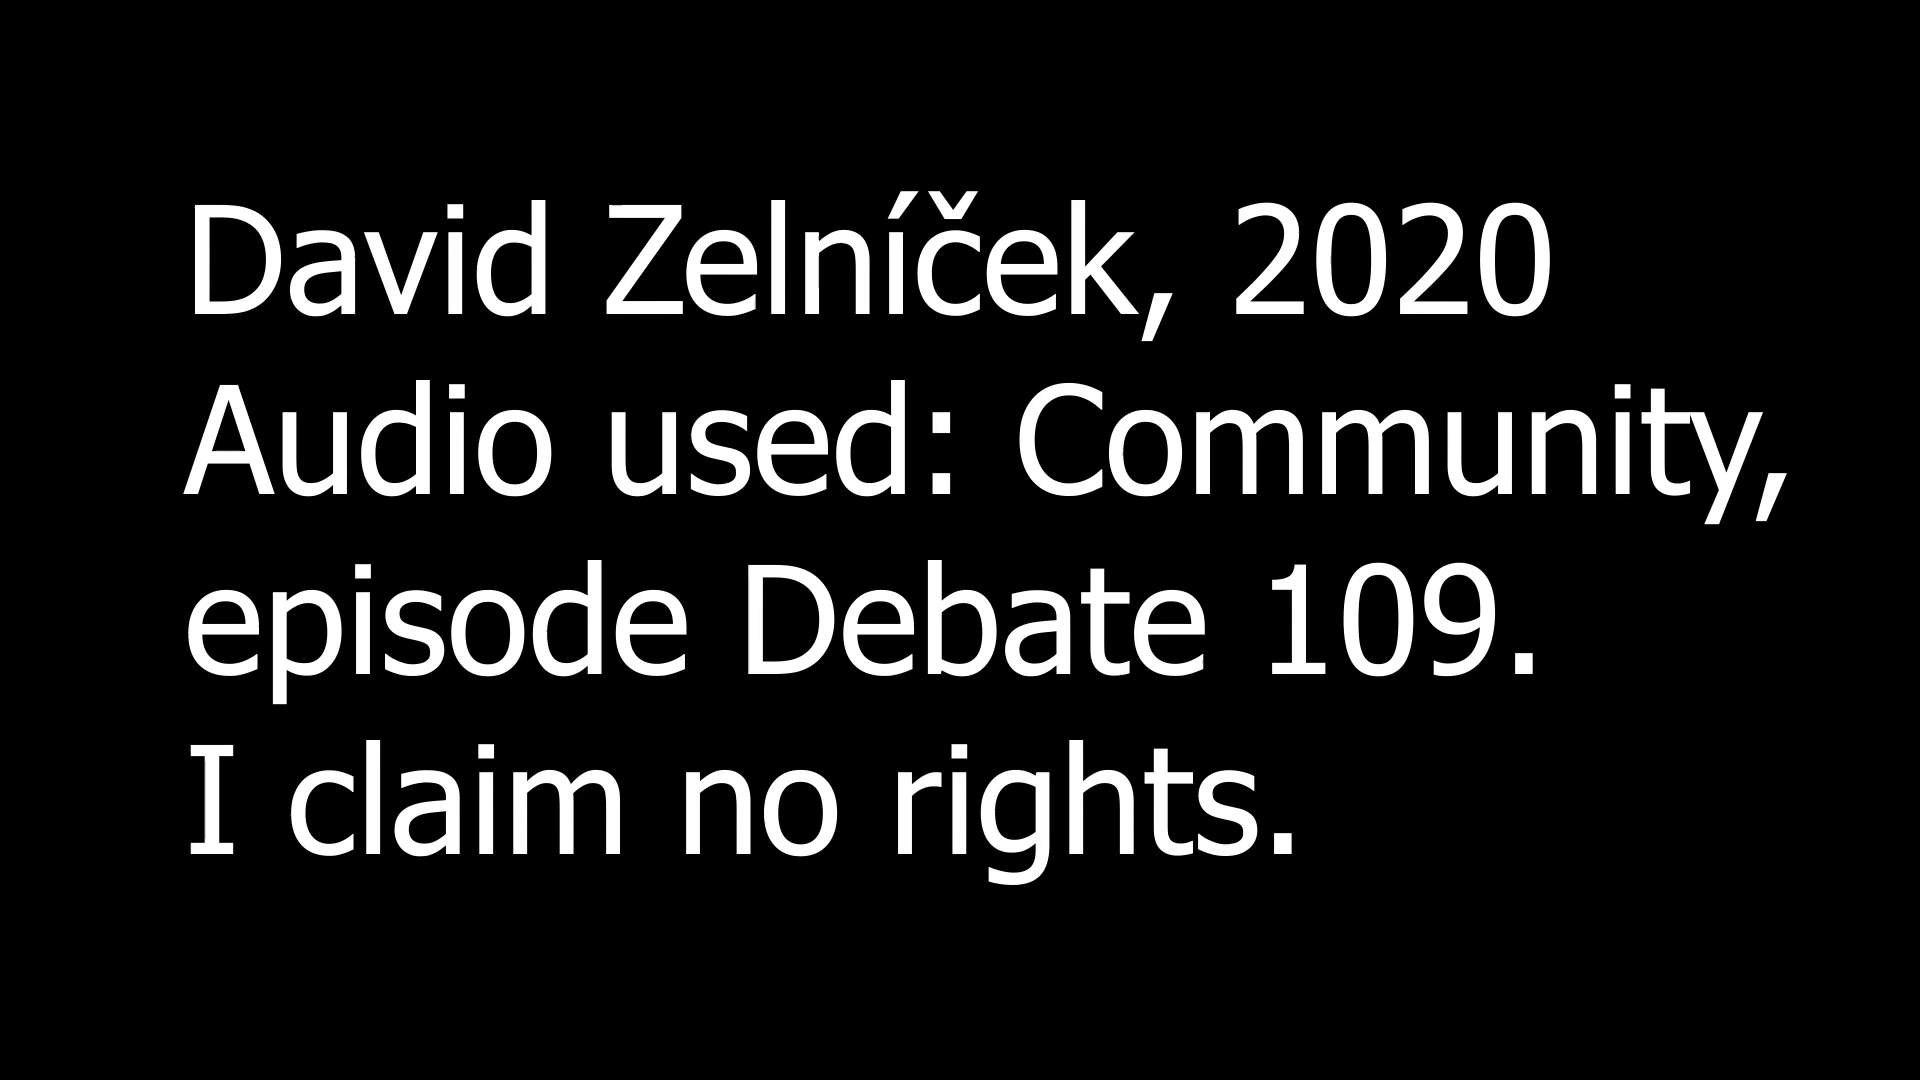 David Zelníček, 2020
Audio used: Community,
episode Debate 109.
I claim no rights.